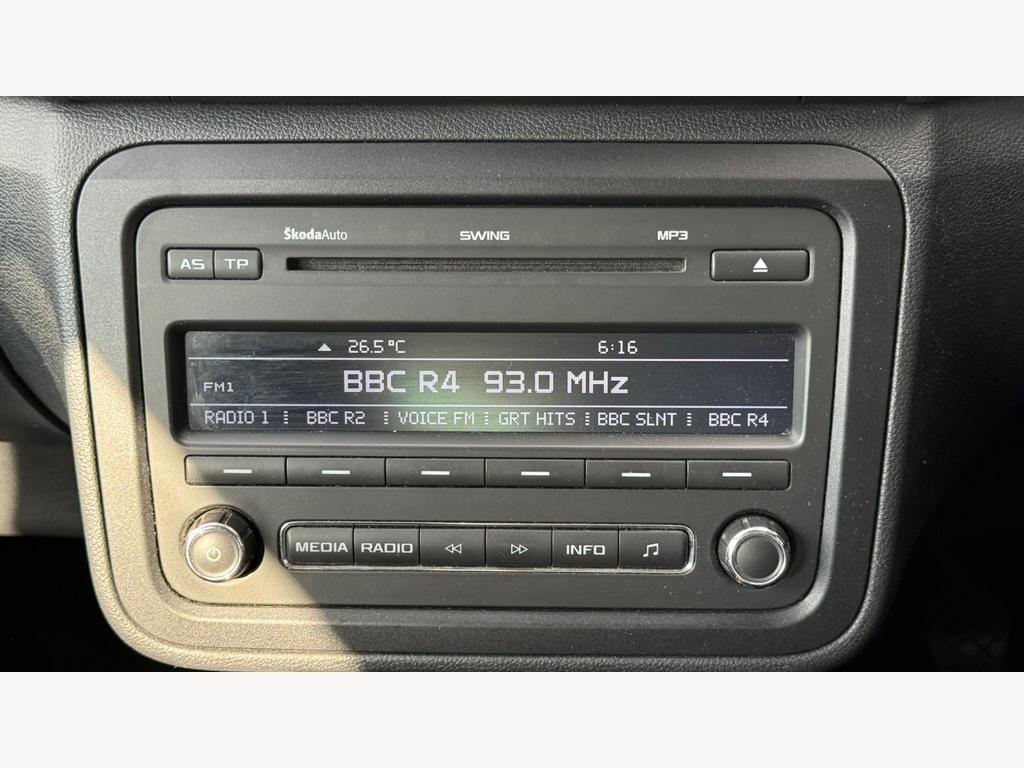 ŠkodaAuto SWING MP3
AS TP
26.5°C 6:16
FM1 BBC R4 93.0 MHz
RADIO 1 BBC R2 VOICE FM GRT HITS BBC SLNT BBC R4
MEDIA RADIO INFO